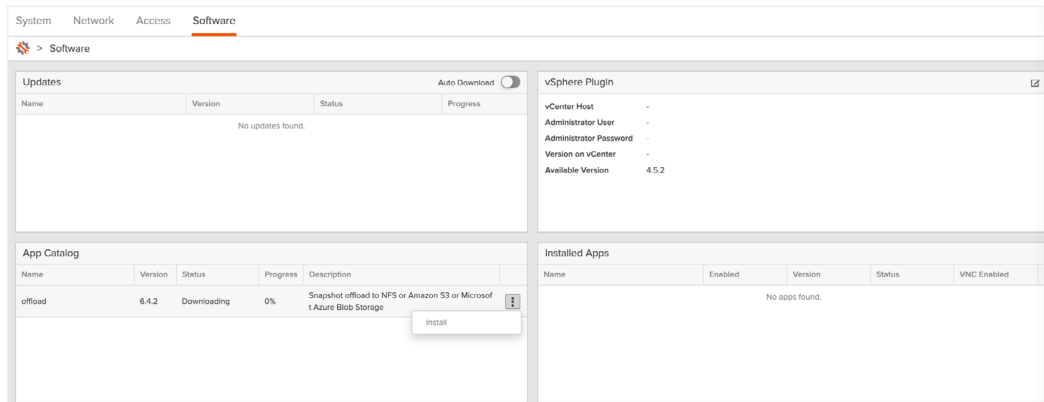 System Network Access Software
> Software
Updates Auto Download
Name Version Status Progress
No updates found.
vSphere Plugin
vCenter Host -
Administrator User -
Administrator Password -
Version on vCenter -
Available Version 4.5.2
App Catalog
Name Version Status Progress Description
offload 6.4.2 Downloading 0% Snapshot offload to NFS or Amazon S3 or Microsof
t Azure Blob Storage
Install
Installed Apps
Name Enabled Version Status VNC Enabled
No apps found.